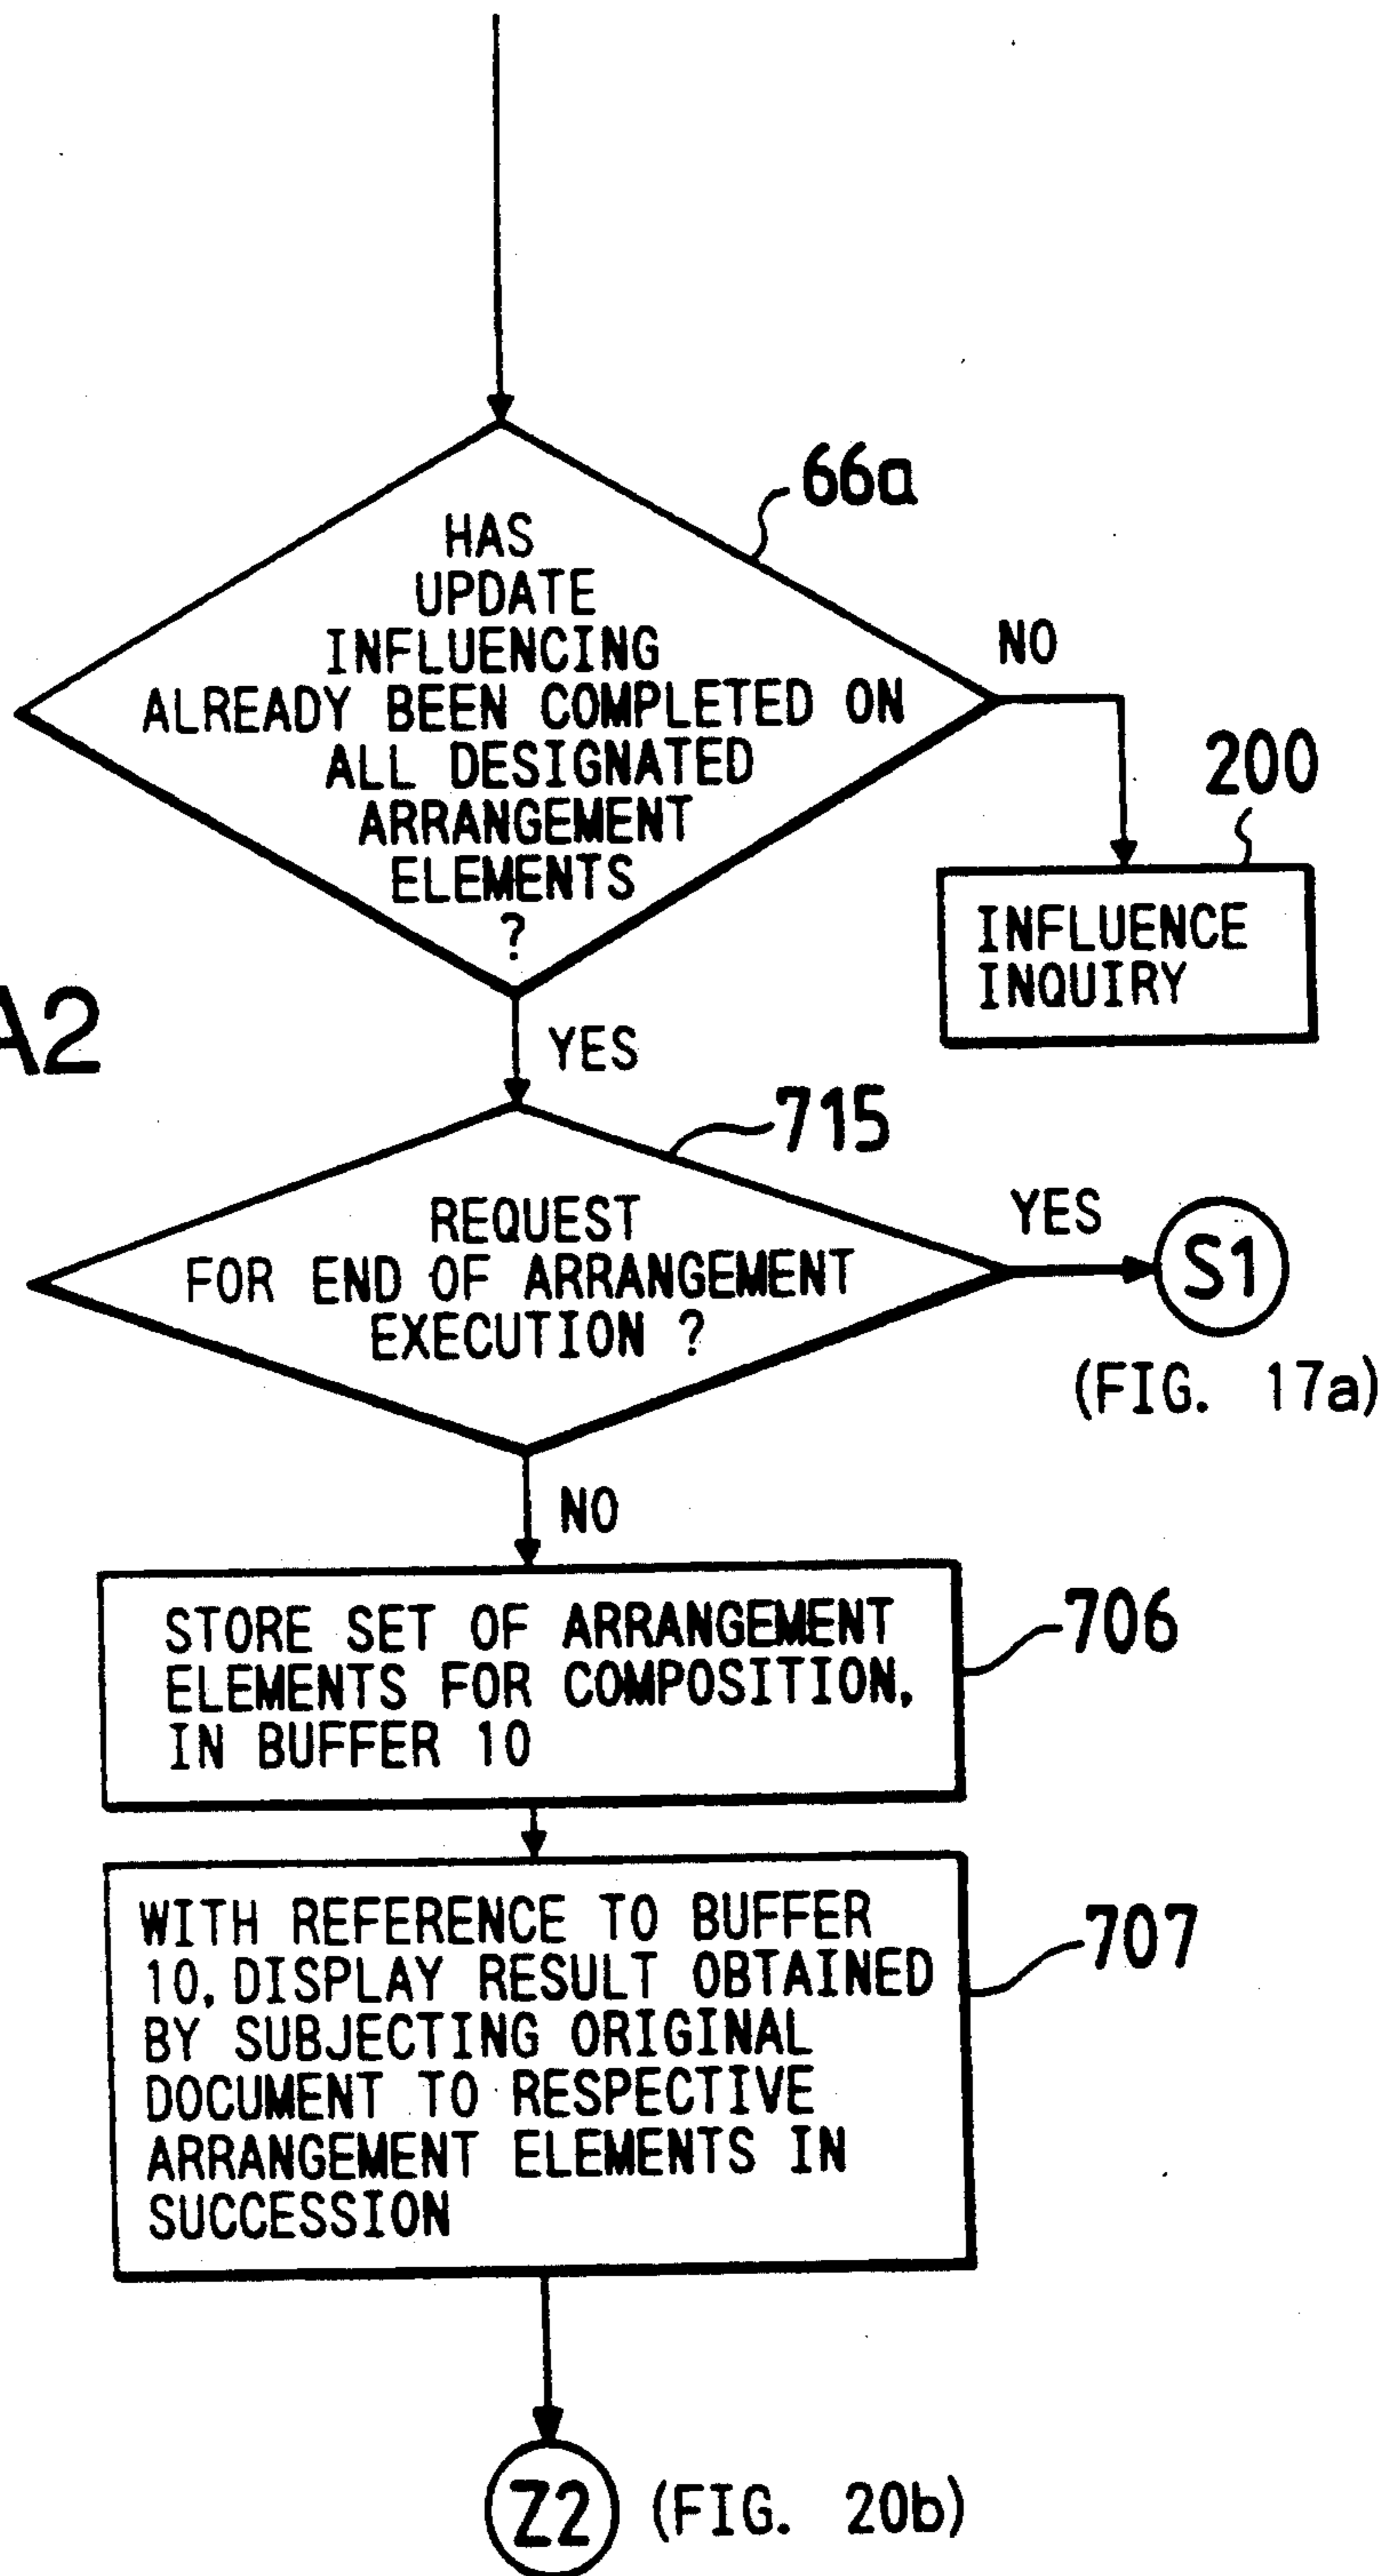 66a
HAS
UPDATE
INFLUENCING
ALREADY BEEN COMPLETED ON
ALL DESIGNATED
ARRANGEMENT
ELEMENTS
?
NO
200
INFLUENCE
INQUIRY
A2
YES
715
REQUEST
FOR END OF ARRANGEMENT
EXECUTION ?
YES
S1
(FIG. 17a)
NO
706
STORE SET OF ARRANGEMENT
ELEMENTS FOR COMPOSITION,
IN BUFFER 10
707
WITH REFERENCE TO BUFFER
10, DISPLAY RESULT OBTAINED
BY SUBJECTING ORIGINAL
DOCUMENT TO RESPECTIVE
ARRANGEMENT ELEMENTS IN
SUCCESSION
Z2 (FIG. 20b)